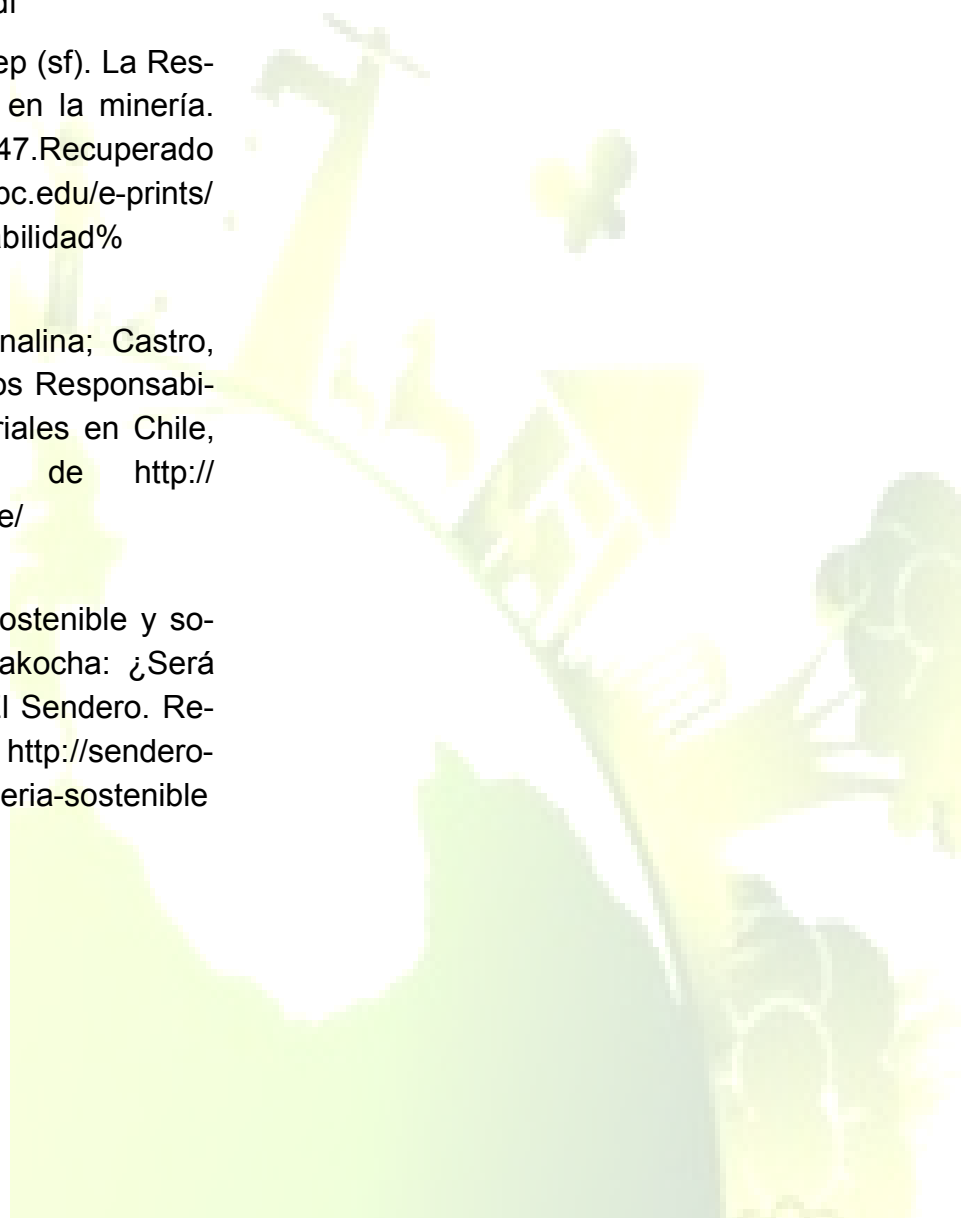 ep (sf). La Res-
en la minería.
47.Recuperado
oc.edu/e-prints/
abilidad%
nalina; Castro,
os Responsabi-
riales en Chile,
de http://
e/
ostenible y so-
akocha: ¿Será
l Sendero. Re-
http://sendero-
eria-sostenible